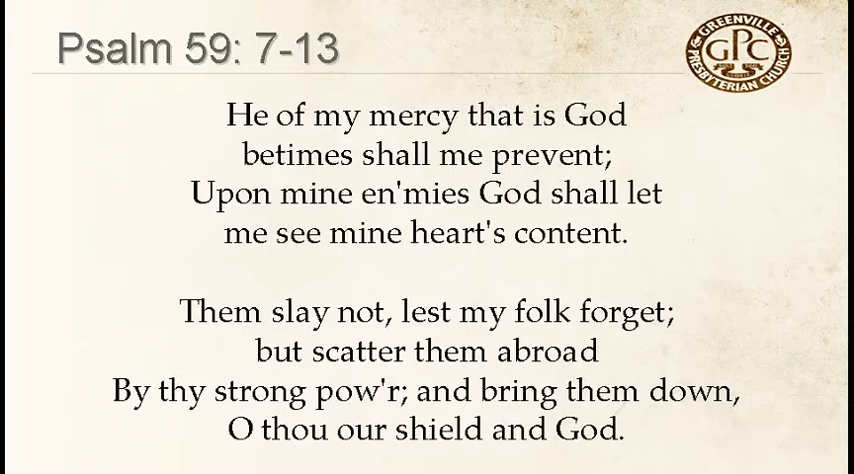 Psalm 59: 7-13
GREENVILLE
GPC
PRESBYTERIAN CHURCH
He of my mercy that is God
betimes shall me prevent;
Upon mine en'mies God shall let
me see mine heart's content.
Them slay not, lest my folk forget;
but scatter them abroad
By thy strong pow'r; and bring them down,
O thou our shield and God.